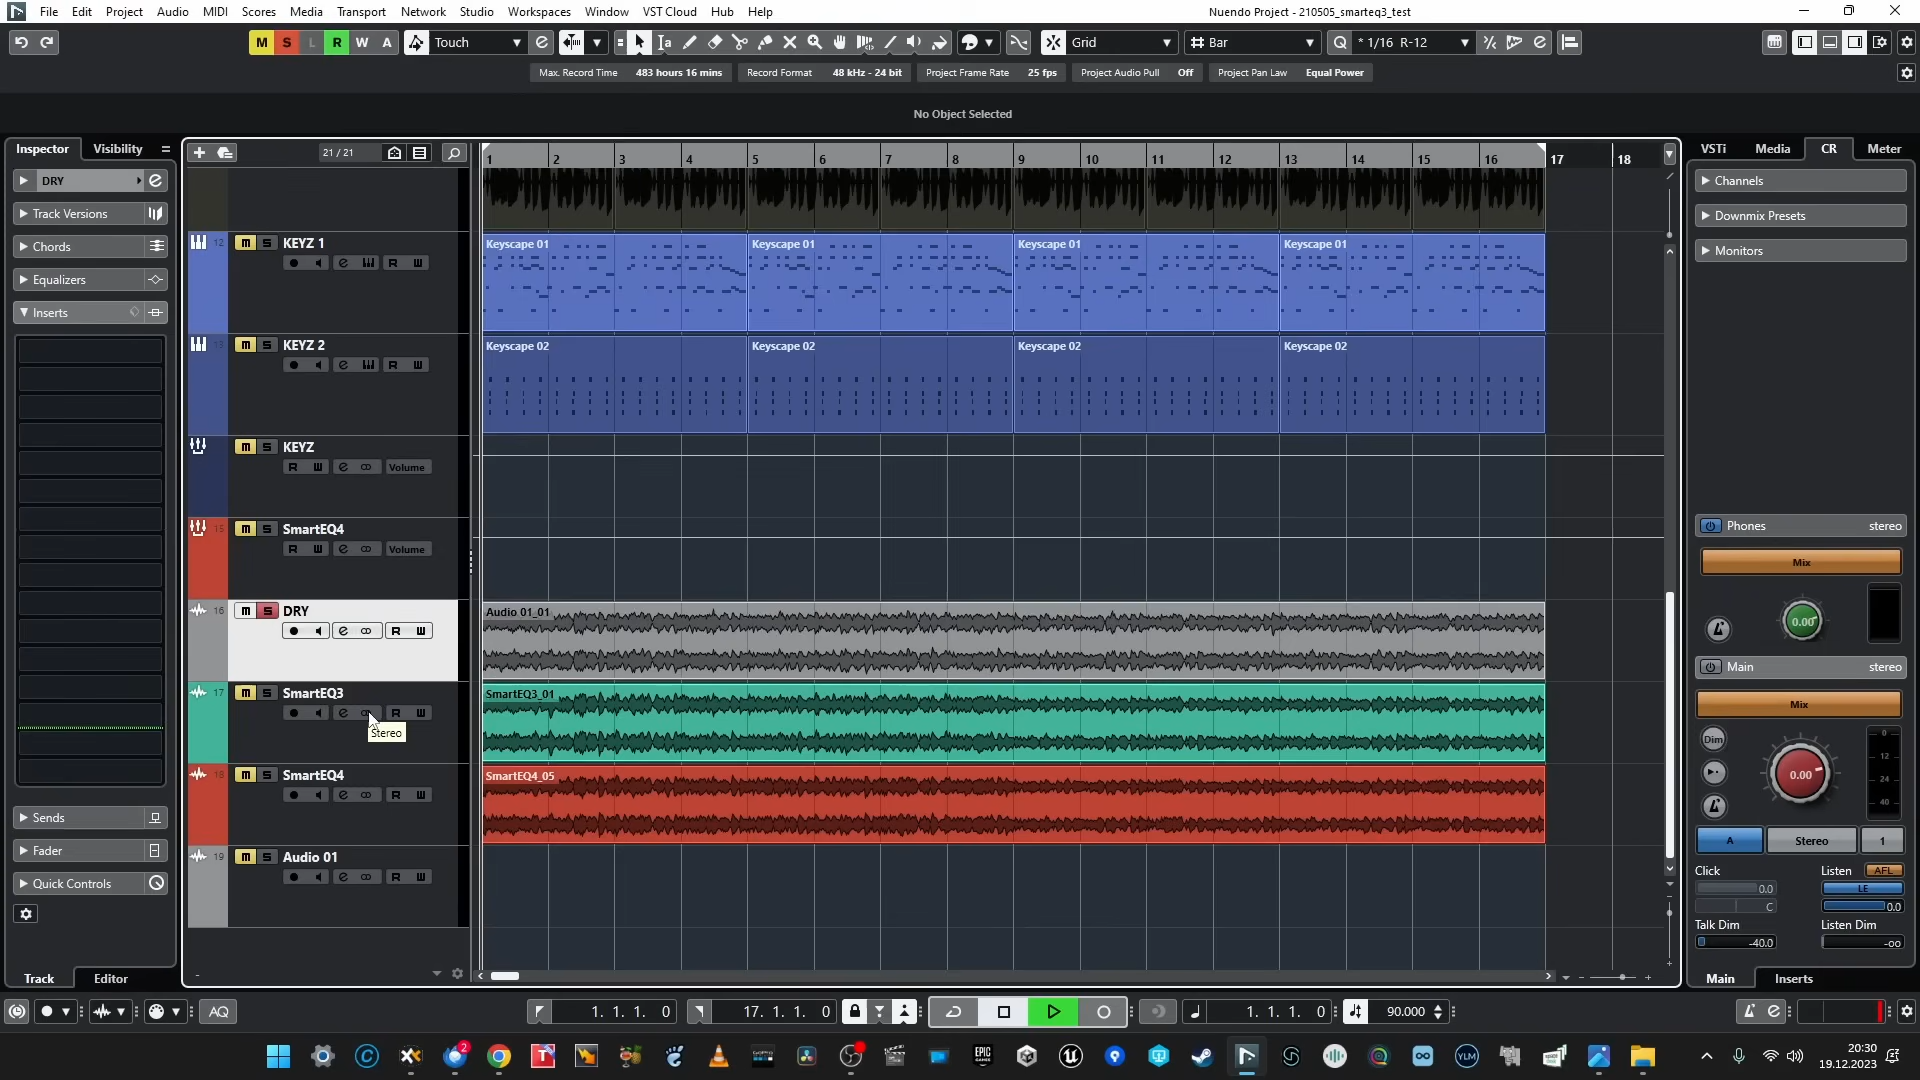 File Edit Project Audio MIDI Scores Media Transport Network Studio Workspaces Window VST Cloud Hub Help
Nuendo Project - 210505_smarteq3_test
M S L R W A
Touch
Grid
Bar
Q * 1/16 R-12
Max. Record Time 483 hours 16 mins
Record Format 48 kHz - 24 bit
Project Frame Rate 25 fps
Project Audio Pull Off
Project Pan Law Equal Power
No Object Selected
Inspector Visibility
21 / 21
1 2 3 4 5 6 7 8 9 10 11 12 13 14 15 16 17 18
VSTi Media CR Meter
DRY
Track Versions
Chords
Equalizers
Inserts
Sends
Fader
Quick Controls
Track Editor
12 m S KEYZ 1
R W
Keyscape 01 Keyscape 01 Keyscape 01 Keyscape 01
13 m S KEYZ 2
R W
Keyscape 02 Keyscape 02 Keyscape 02 Keyscape 02
m S KEYZ
R W Volume
15 m S SmartEQ4
R W Volume
16 m S DRY
R W
Audio 01_01
17 m S SmartEQ3
R W
Stereo
SmartEQ3_01
18 m S SmartEQ4
R W
SmartEQ4_05
19 m S Audio 01
R W
Channels
Downmix Presets
Monitors
Phones stereo
Mix
0.00
Main stereo
Mix
Dim
0.00
0
12
24
40
A Stereo 1
Click
0.0
C
Listen AFL
LE
0.0
Talk Dim
-40.0
Listen Dim
-oo
Main Inserts
AQ
1. 1. 1. 0
17. 1. 1. 0
1. 1. 1. 0
90.000
2
EPIC GAMES
YLM
20:30
19.12.2023